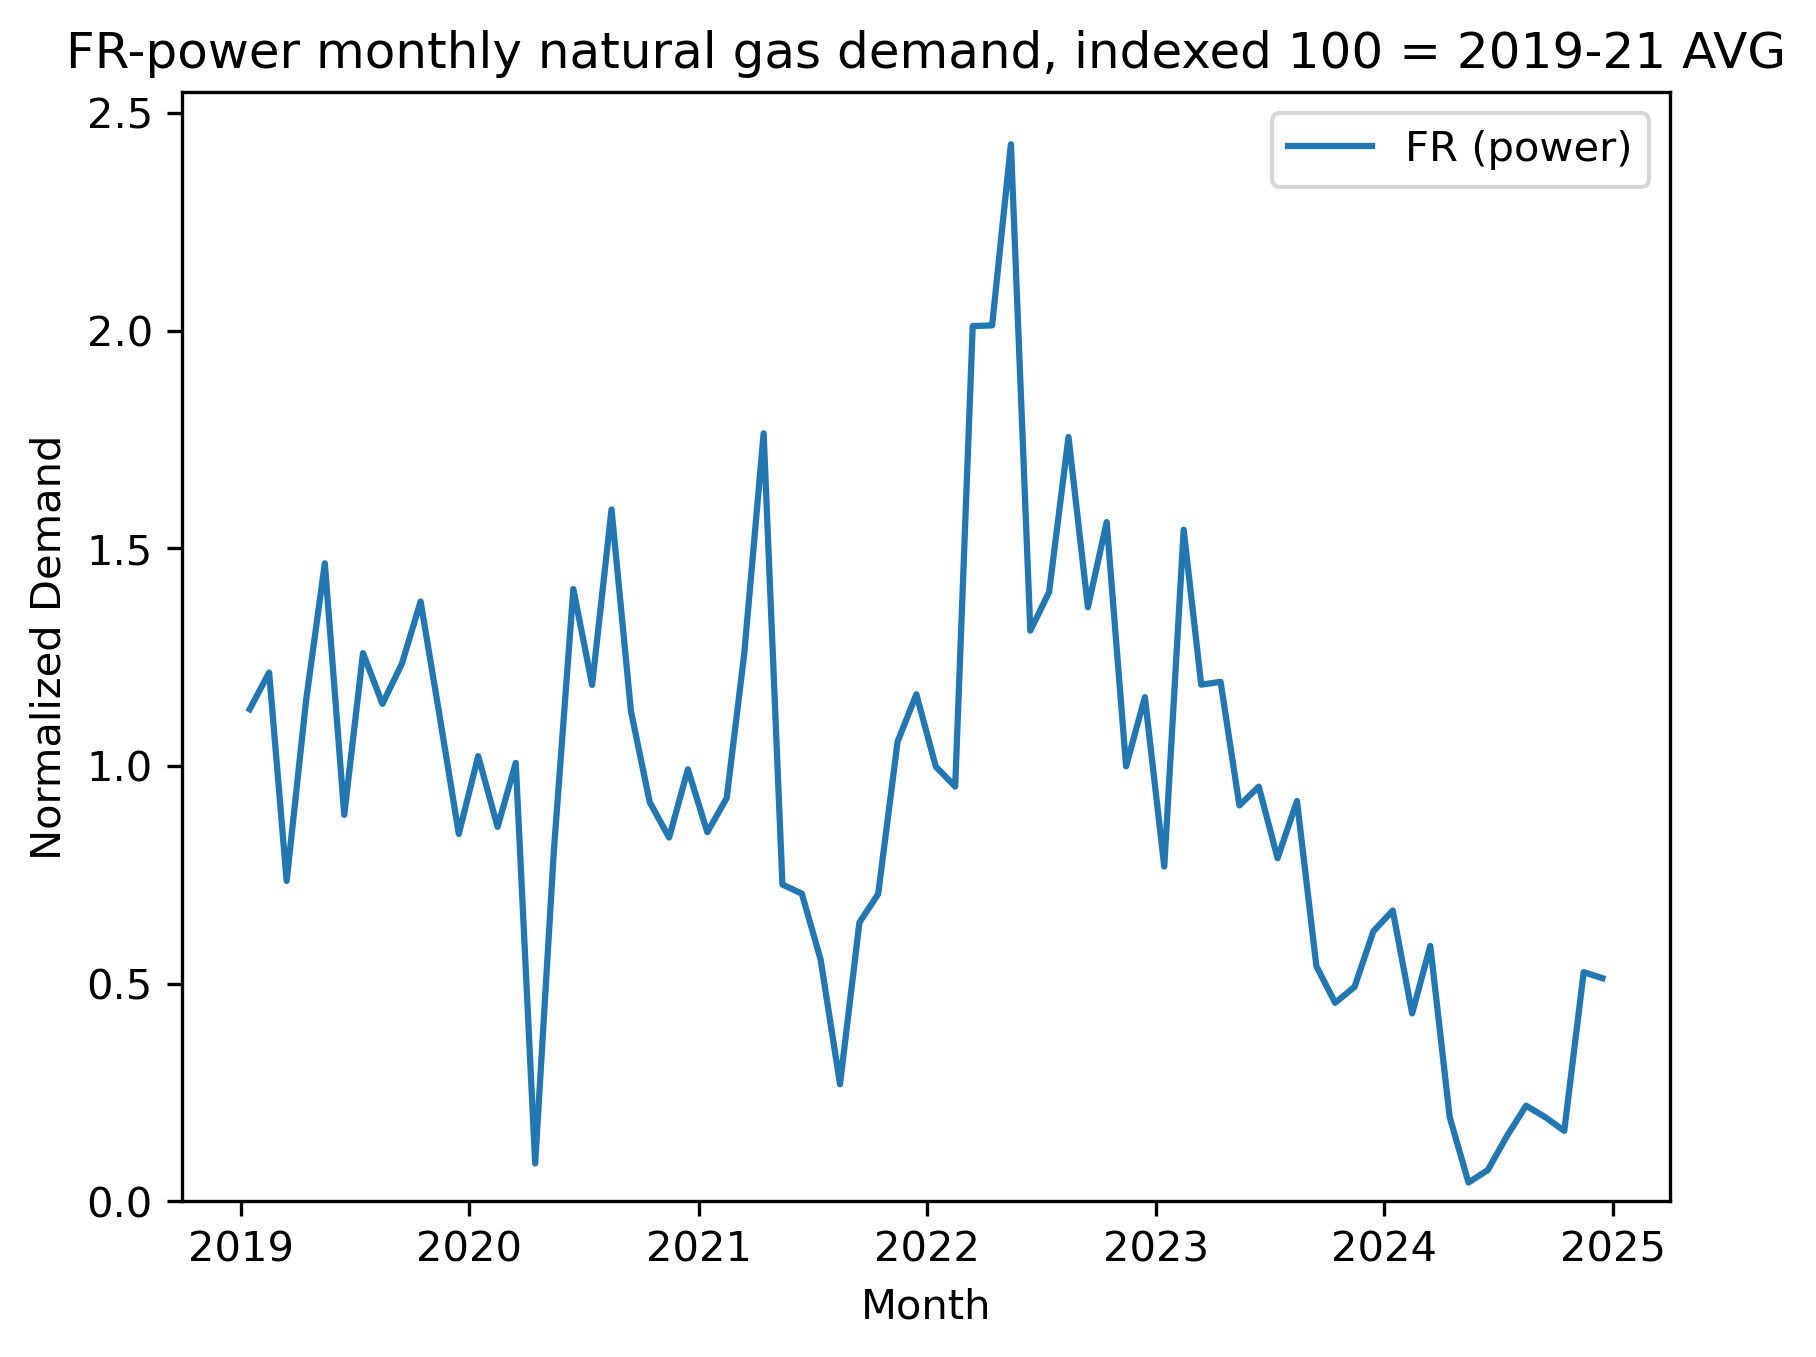 FR-power monthly natural gas demand, indexed 100 = 2019-21 AVG
FR (power)
Normalized Demand
2.5
2.0
1.5
1.0
0.5
0.0
2019 2020 2021 2022 2023 2024 2025
Month